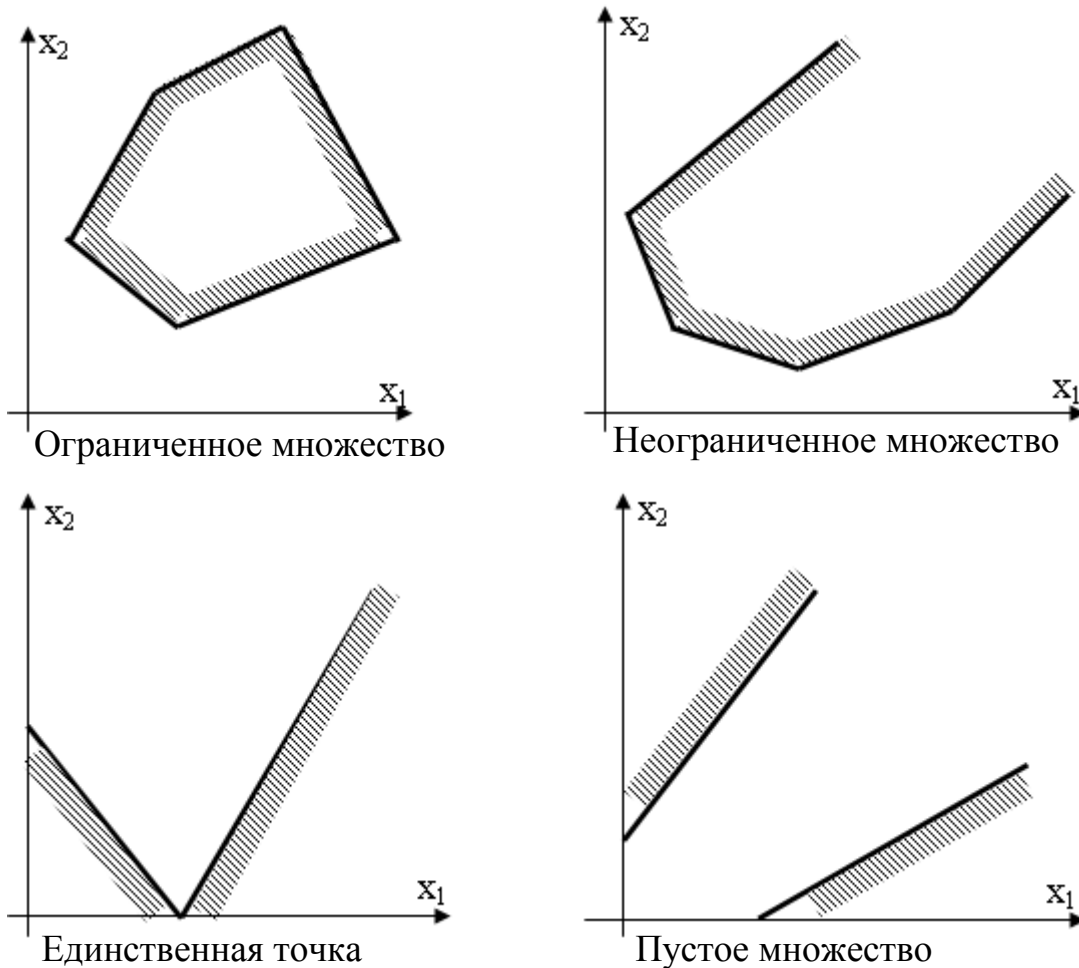 x₂
x₁
Ограниченное множество
x₂
x₁
Неограниченное множество
x₂
x₁
Единственная точка
x₂
x₁
Пустое множество